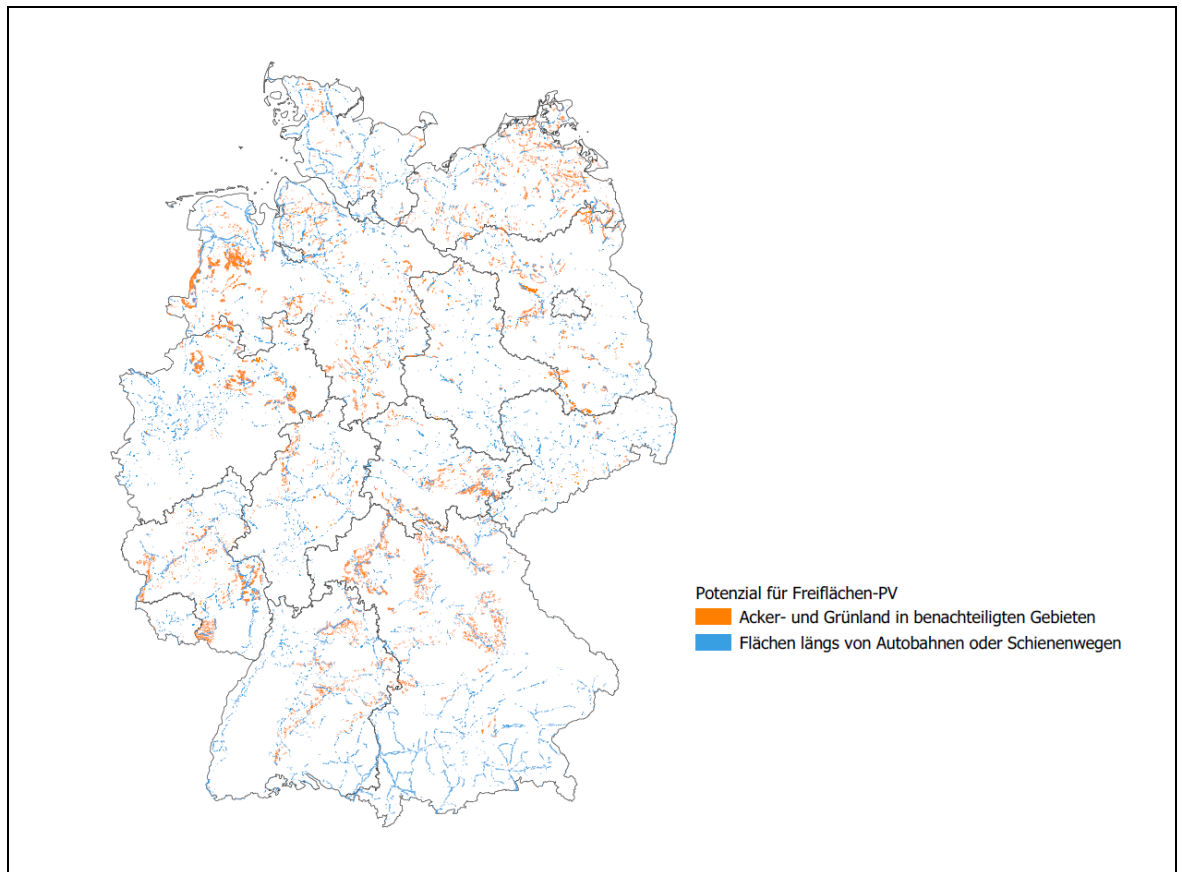 Potenzial für Freiflächen-PV
Acker- und Grünland in benachteiligten Gebieten
Flächen längs von Autobahnen oder Schienenwegen